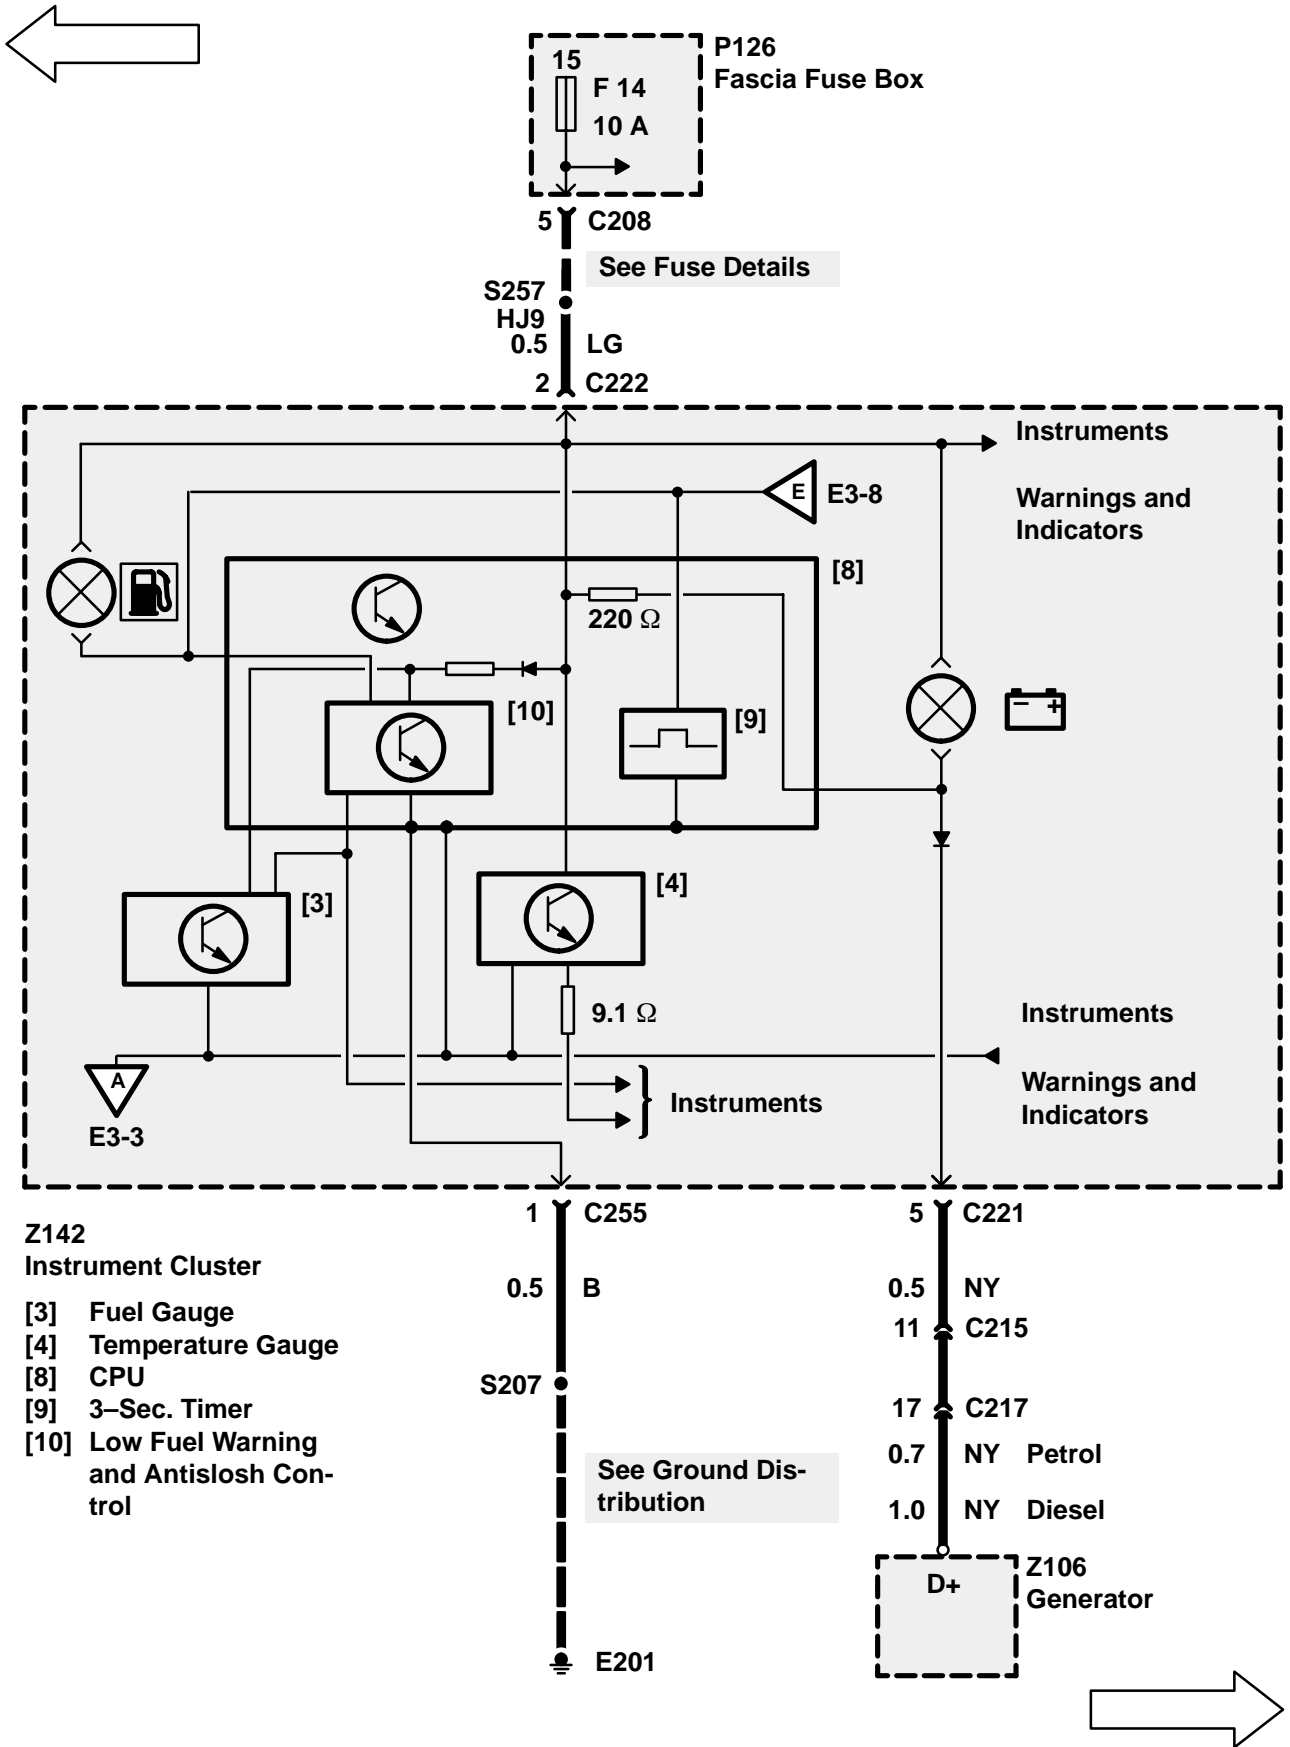 P126
Fascia Fuse Box
15
F 14
10 A
5 C208
See Fuse Details
S257
HJ9
0.5 LG
2 C222
Instruments
E E3-8
Warnings and
Indicators
[8]
220 Ω
[10]
[9]
− +
[4]
[3]
9.1 Ω
Instruments
A
E3-3
Instruments
Warnings and
Indicators
1 C255
5 C221
Z142
Instrument Cluster
[3] Fuel Gauge
[4] Temperature Gauge
[8] CPU
[9] 3–Sec. Timer
[10] Low Fuel Warning
and Antislosh Con-
trol
0.5 B
S207
See Ground Dis-
tribution
E201
0.5 NY
11 C215
17 C217
0.7 NY Petrol
1.0 NY Diesel
D+
Z106
Generator